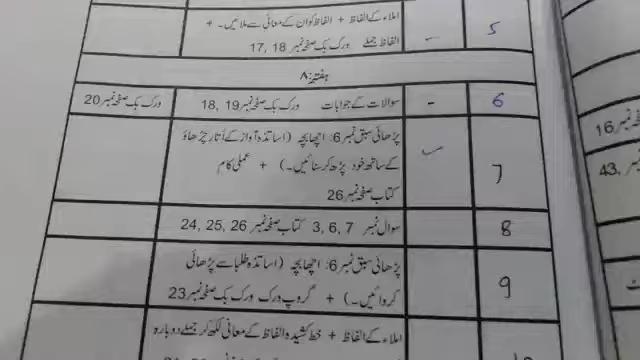 املاء کے الفاظ + الفاظ کو ان کے معانی سے ملائیں۔ +
الفاظ جملے ورک بک صفحہ نمبر 18 ,17
5
ہفتہ: ۸
6
سوالات کے جوابات ورک بک صفحہ نمبر 19, 18
ورک بک صفحہ نمبر 20
7
پڑھائی سبق نمبر 6: اچھا بچہ (اساتذہ آواز کے اُتار چڑھاؤ
کے ساتھ خود پڑھ کر سنائیں۔) + عملی کام
کتاب صفحہ نمبر 26
8
سوال نمبر 3, 6, 7 کتاب صفحہ نمبر 26 ,25 ,24
9
پڑھائی سبق نمبر 6: اچھا بچہ (اساتذہ طلبا سے پڑھائی
کروائیں۔) + گروپ ورک ورک بک صفحہ نمبر 23
املاء کے الفاظ + خط کشیدہ الفاظ کے معانی لکھ کر جملے دوبارہ
صفحہ نمبر 16
43,